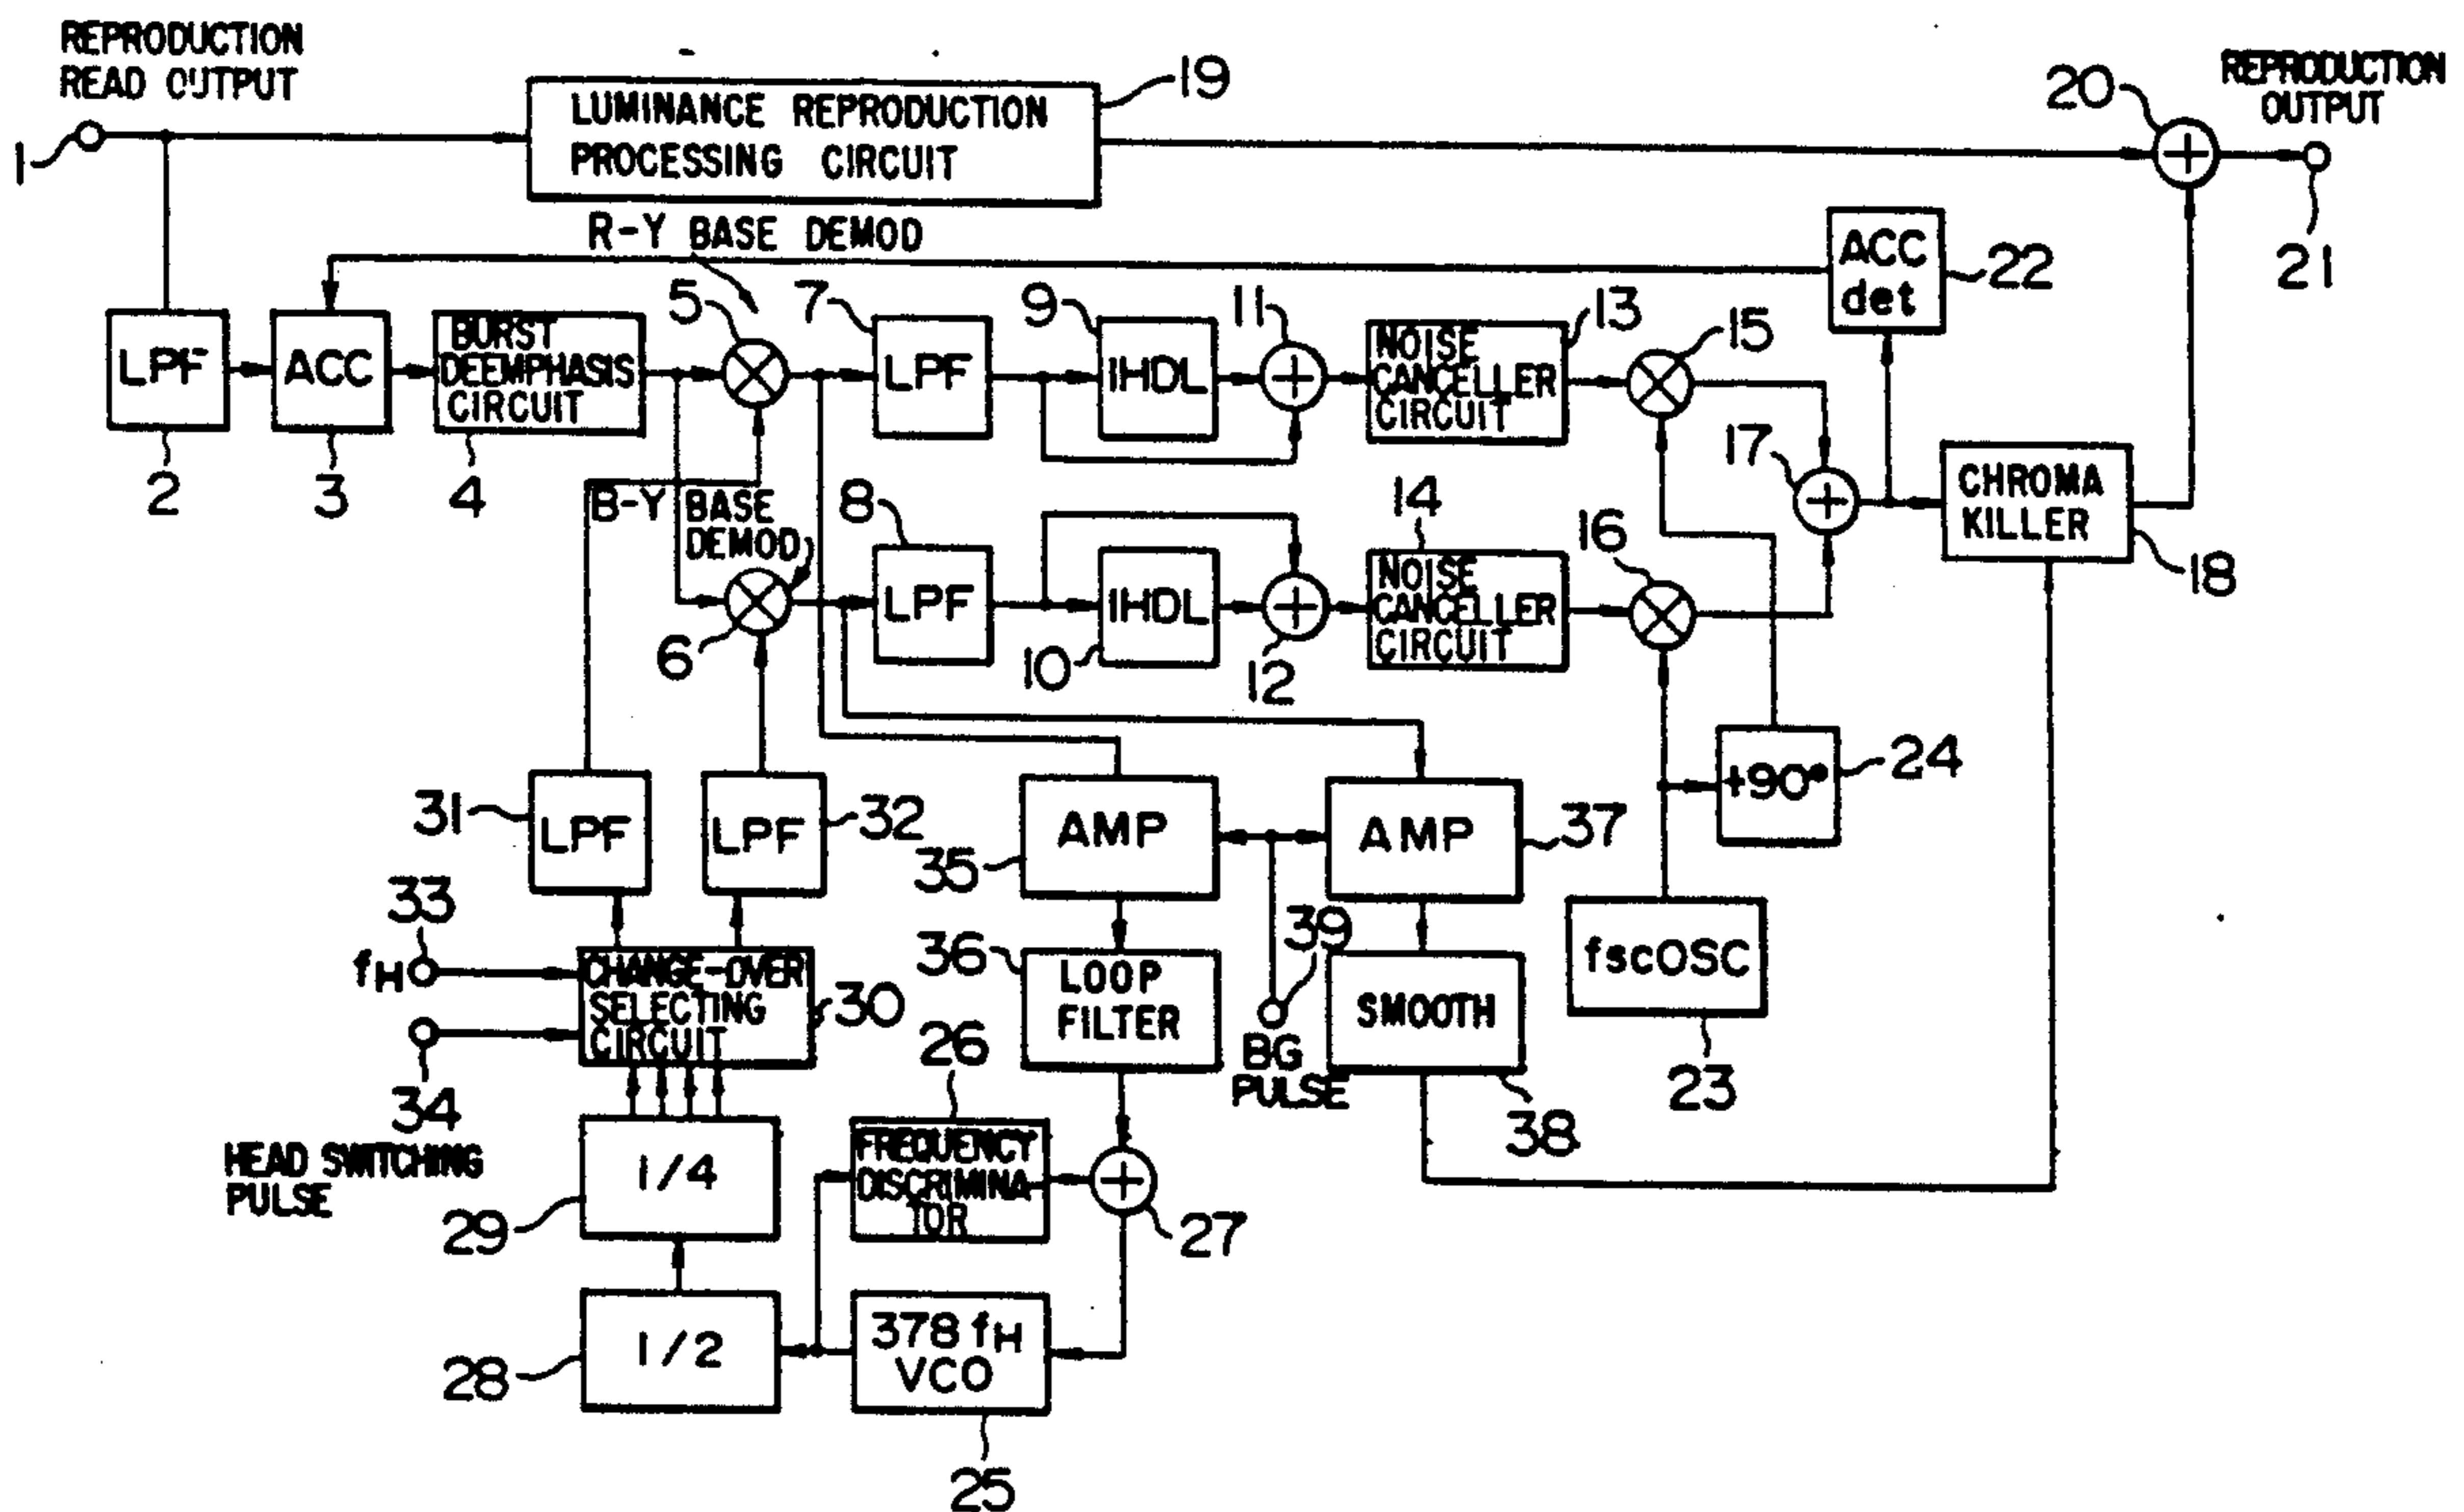 REPRODUCTION
READ OUTPUT
1
LUMINANCE REPRODUCTION
PROCESSING CIRCUIT
19
20
REPRODUCTION
OUTPUT
21
R-Y BASE DEMOD
ACC
det
22
LPF
2
ACC
3
BURST
DEEMPHASIS
CIRCUIT
4
5
7
LPF
9
1HDL
11
NOISE
CANCELLER
CIRCUIT
13
15
17
CHROMA
KILLER
18
B-Y BASE
DEMOD
6
8
LPF
1HDL
10
12
14
NOISE
CANCELLER
CIRCUIT
16
+90°
24
31
LPF
LPF
32
AMP
35
AMP
37
33
fH
34
HEAD SWITCHING
PULSE
CHANGE-OVER
SELECTING
CIRCUIT
30
36
LOOP
FILTER
39
BG
PULSE
SMOOTH
38
fscOSC
23
1/4
29
26
FREQUENCY
DISCRIMINA
TOR
27
1/2
28
378 fH
VCO
25